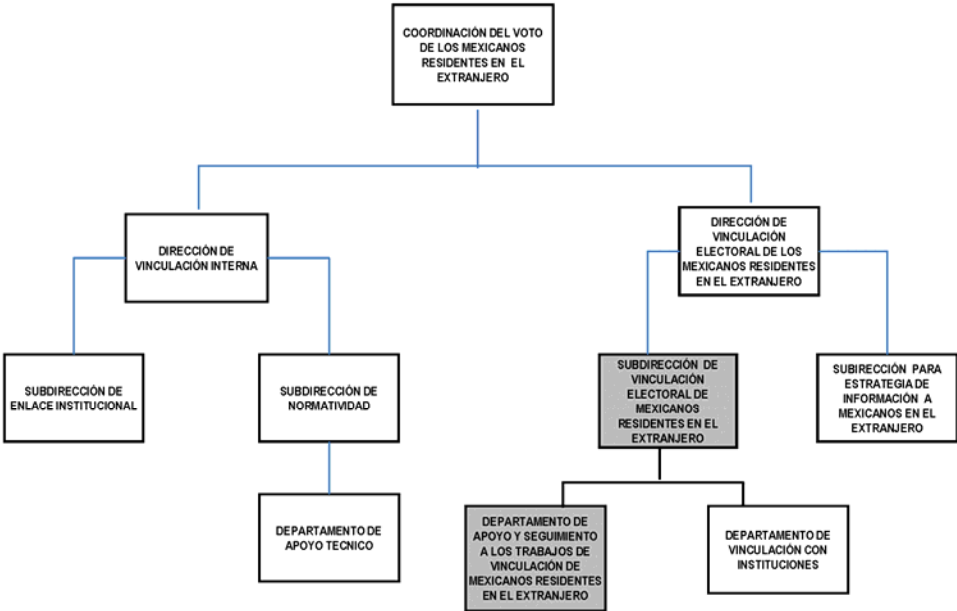 COORDINACIÓN DEL VOTO
DE LOS MEXICANOS
RESIDENTES EN EL
EXTRANJERO
DIRECCIÓN DE
VINCULACIÓN INTERNA
DIRECCIÓN DE
VINCULACIÓN
ELECTORAL DE LOS
MEXICANOS RESIDENTES
EN EL EXTRANJERO
SUBDIRECCIÓN DE
ENLACE INSTITUCIONAL
SUBDIRECCIÓN DE
NORMATIVIDAD
SUBDIRECCIÓN DE
VINCULACIÓN
ELECTORAL DE
MEXICANOS
RESIDENTES EN EL
EXTRANJERO
SUBIRECCIÓN PARA
ESTRATEGIA DE
INFORMACIÓN A
MEXICANOS EN EL
EXTRANJERO
DEPARTAMENTO DE
APOYO TECNICO
DEPARTAMENTO DE
APOYO Y SEGUIMIENTO
A LOS TRABAJOS DE
VINCULACIÓN DE
MEXICANOS RESIDENTES
EN EL EXTRANJERO
DEPARTAMENTO DE
VINCULACIÓN CON
INSTITUCIONES